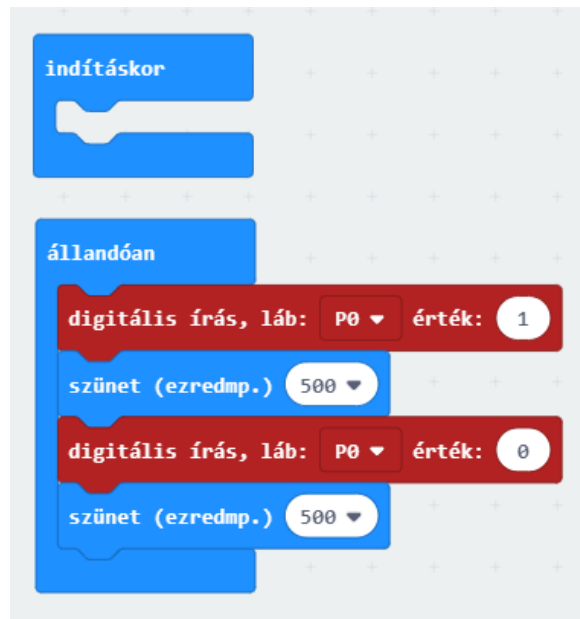 indításkor
állandóan
digitális írás, láb: P0 érték: 1
szünet (ezredmp.) 500
digitális írás, láb: P0 érték: 0
szünet (ezredmp.) 500